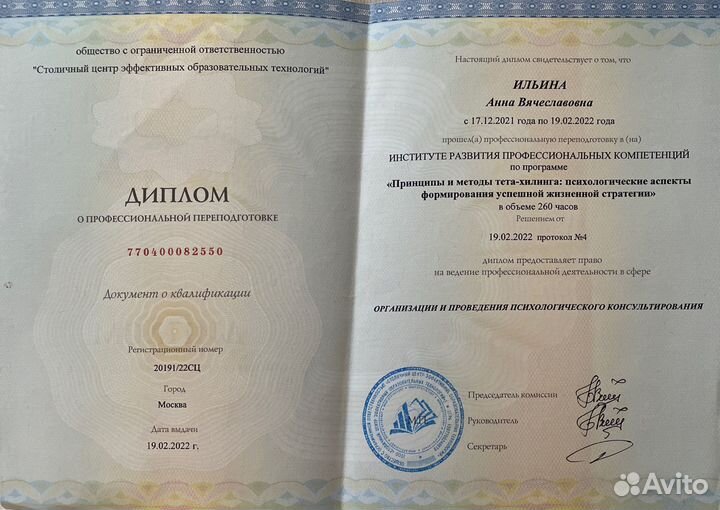 общество с ограниченной ответственностью
"Столичный центр эффективных образовательных технологий"
ДИПЛОМ
О ПРОФЕССИОНАЛЬНОЙ ПЕРЕПОДГОТОВКЕ
770400082550
Документ о квалификации
Регистрационный номер
20191/22СЦ
Город
Москва
Дата выдачи
19.02.2022 г.
Настоящий диплом свидетельствует о том, что
ИЛЬИНА
Анна Вячеславовна
с 17.12.2021 года по 19.02.2022 года
прошел(а) профессиональную переподготовку в (на)
ИНСТИТУТЕ РАЗВИТИЯ ПРОФЕССИОНАЛЬНЫХ КОМПЕТЕНЦИЙ
по программе
«Принципы и методы тета-хилинга: психологические аспекты
формирования успешной жизненной стратегии»
в объеме 260 часов
Решением от
19.02.2022 протокол №4
диплом предоставляет право
на ведение профессиональной деятельности в сфере
ОРГАНИЗАЦИИ И ПРОВЕДЕНИЯ ПСИХОЛОГИЧЕСКОГО КОНСУЛЬТИРОВАНИЯ
Председатель комиссии
Руководитель
Секретарь
Avito